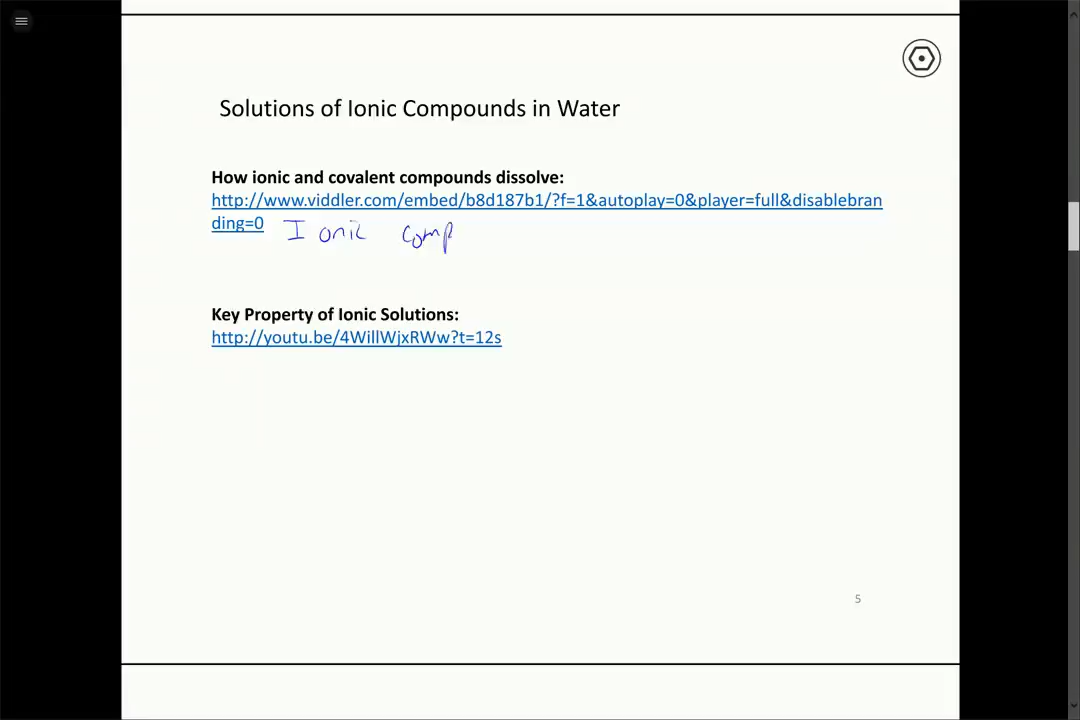 Solutions of Ionic Compounds in Water
How ionic and covalent compounds dissolve:
http://www.viddler.com/embed/b8d187b1/?f=1&autoplay=0&player=full&disablebran
ding=0 Ionic comp
Key Property of Ionic Solutions:
http://youtu.be/4WillWjxRWw?t=12s
5